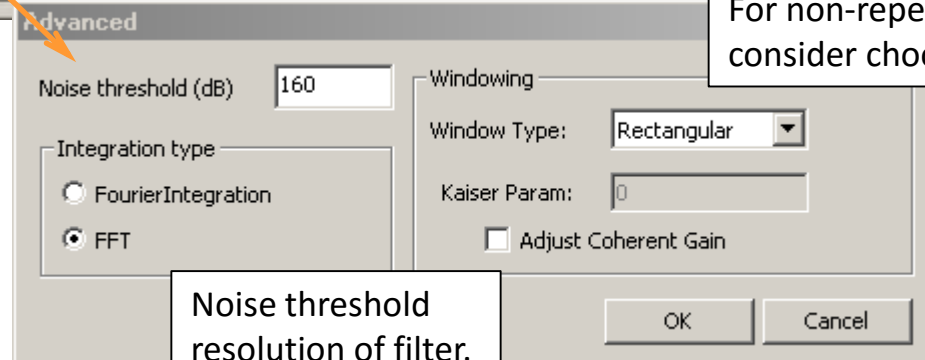 For non-repe
consider choo
Advanced
Noise threshold (dB) 160
Windowing
Window Type: Rectangular
Integration type
FourierIntegration
Kaiser Param: 0
FFT
Adjust Coherent Gain
Noise threshold
resolution of filter.
OK Cancel